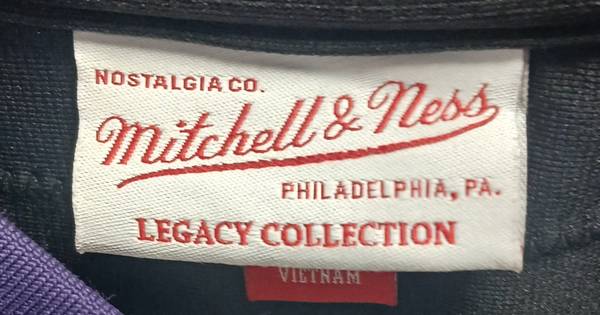 NOSTALGIA CO.
Mitchell & Ness
PHILADELPHIA, PA.
LEGACY COLLECTION
VIETNAM